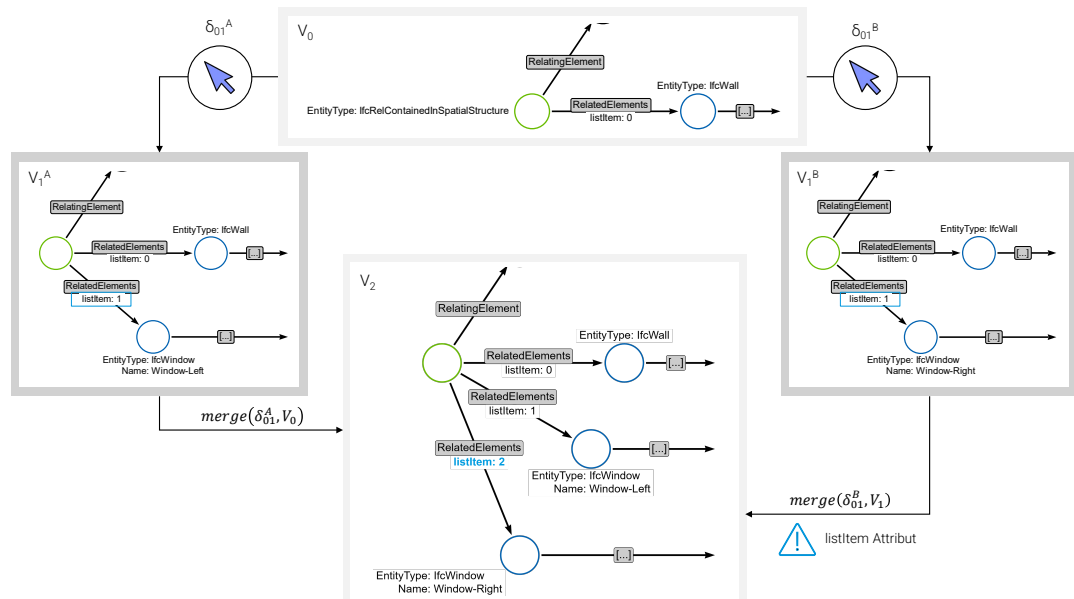 δ₀₁ᴬ
V₀
δ₀₁ᴮ
RelatingElement
EntityType: IfcWall
EntityType: IfcRelContainedInSpatialStructure
RelatedElements
listItem: 0
[...]
V₁ᴬ
RelatingElement
EntityType: IfcWall
RelatedElements
listItem: 0
[...]
RelatedElements
listItem: 1
[...]
EntityType: IfcWindow
Name: Window-Left
V₁ᴮ
RelatingElement
EntityType: IfcWall
RelatedElements
listItem: 0
[...]
RelatedElements
listItem: 1
[...]
EntityType: IfcWindow
Name: Window-Right
V₂
RelatingElement
EntityType: IfcWall
RelatedElements
listItem: 0
[...]
RelatedElements
listItem: 1
[...]
EntityType: IfcWindow
Name: Window-Left
RelatedElements
listItem: 2
[...]
EntityType: IfcWindow
Name: Window-Right
merge(δ₀₁ᴬ, V₀)
merge(δ₀₁ᴮ, V₁)
listItem Attribut